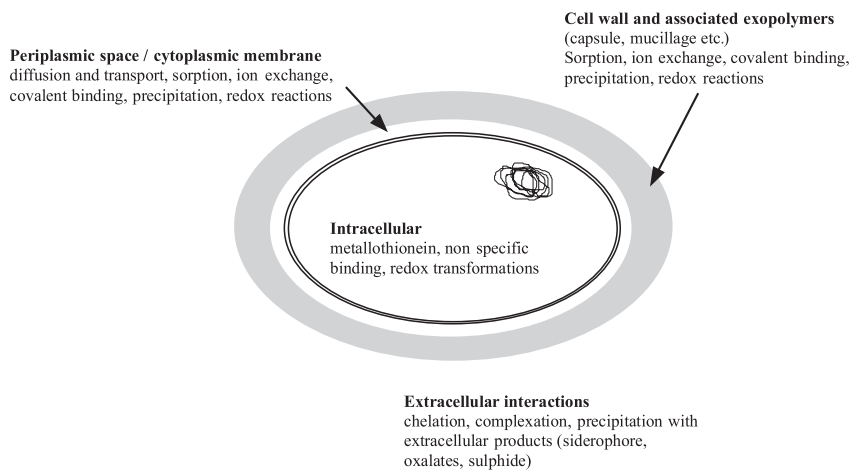 Cell wall and associated exopolymers
(capsule, mucillage etc.)
Sorption, ion exchange, covalent binding,
precipitation, redox reactions
Periplasmic space / cytoplasmic membrane
diffusion and transport, sorption, ion exchange,
covalent binding, precipitation, redox reactions
Intracellular
metallothionein, non specific
binding, redox transformations
Extracellular interactions
chelation, complexation, precipitation with
extracellular products (siderophore,
oxalates, sulphide)